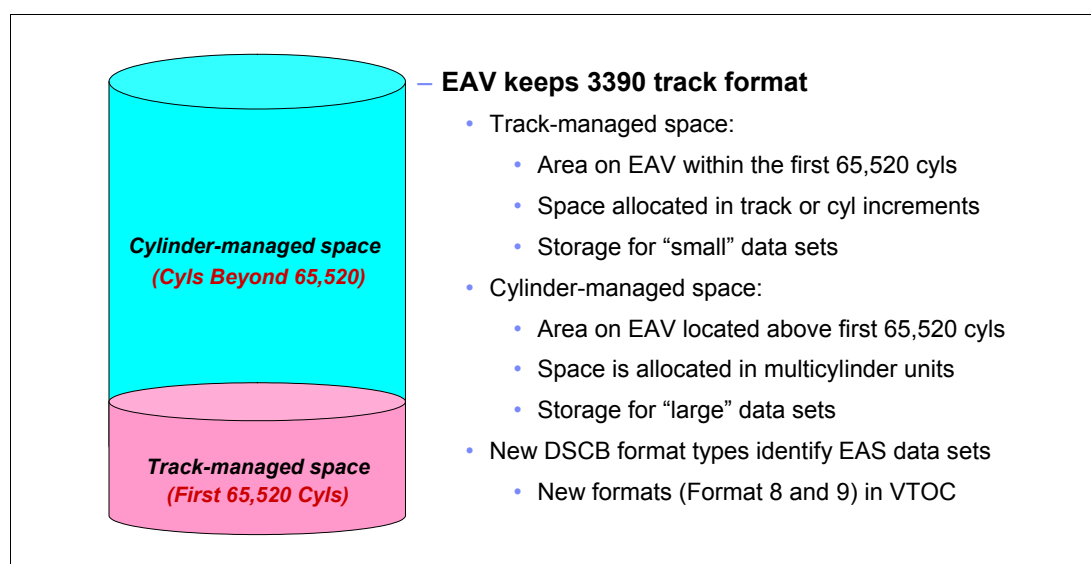 – EAV keeps 3390 track format
• Track-managed space:
• Area on EAV within the first 65,520 cyls
• Space allocated in track or cyl increments
• Storage for “small” data sets
• Cylinder-managed space:
• Area on EAV located above first 65,520 cyls
• Space is allocated in multicylinder units
• Storage for “large” data sets
• New DSCB format types identify EAS data sets
• New formats (Format 8 and 9) in VTOC
Cylinder-managed space
(Cyls Beyond 65,520)
Track-managed space
(First 65,520 Cyls)